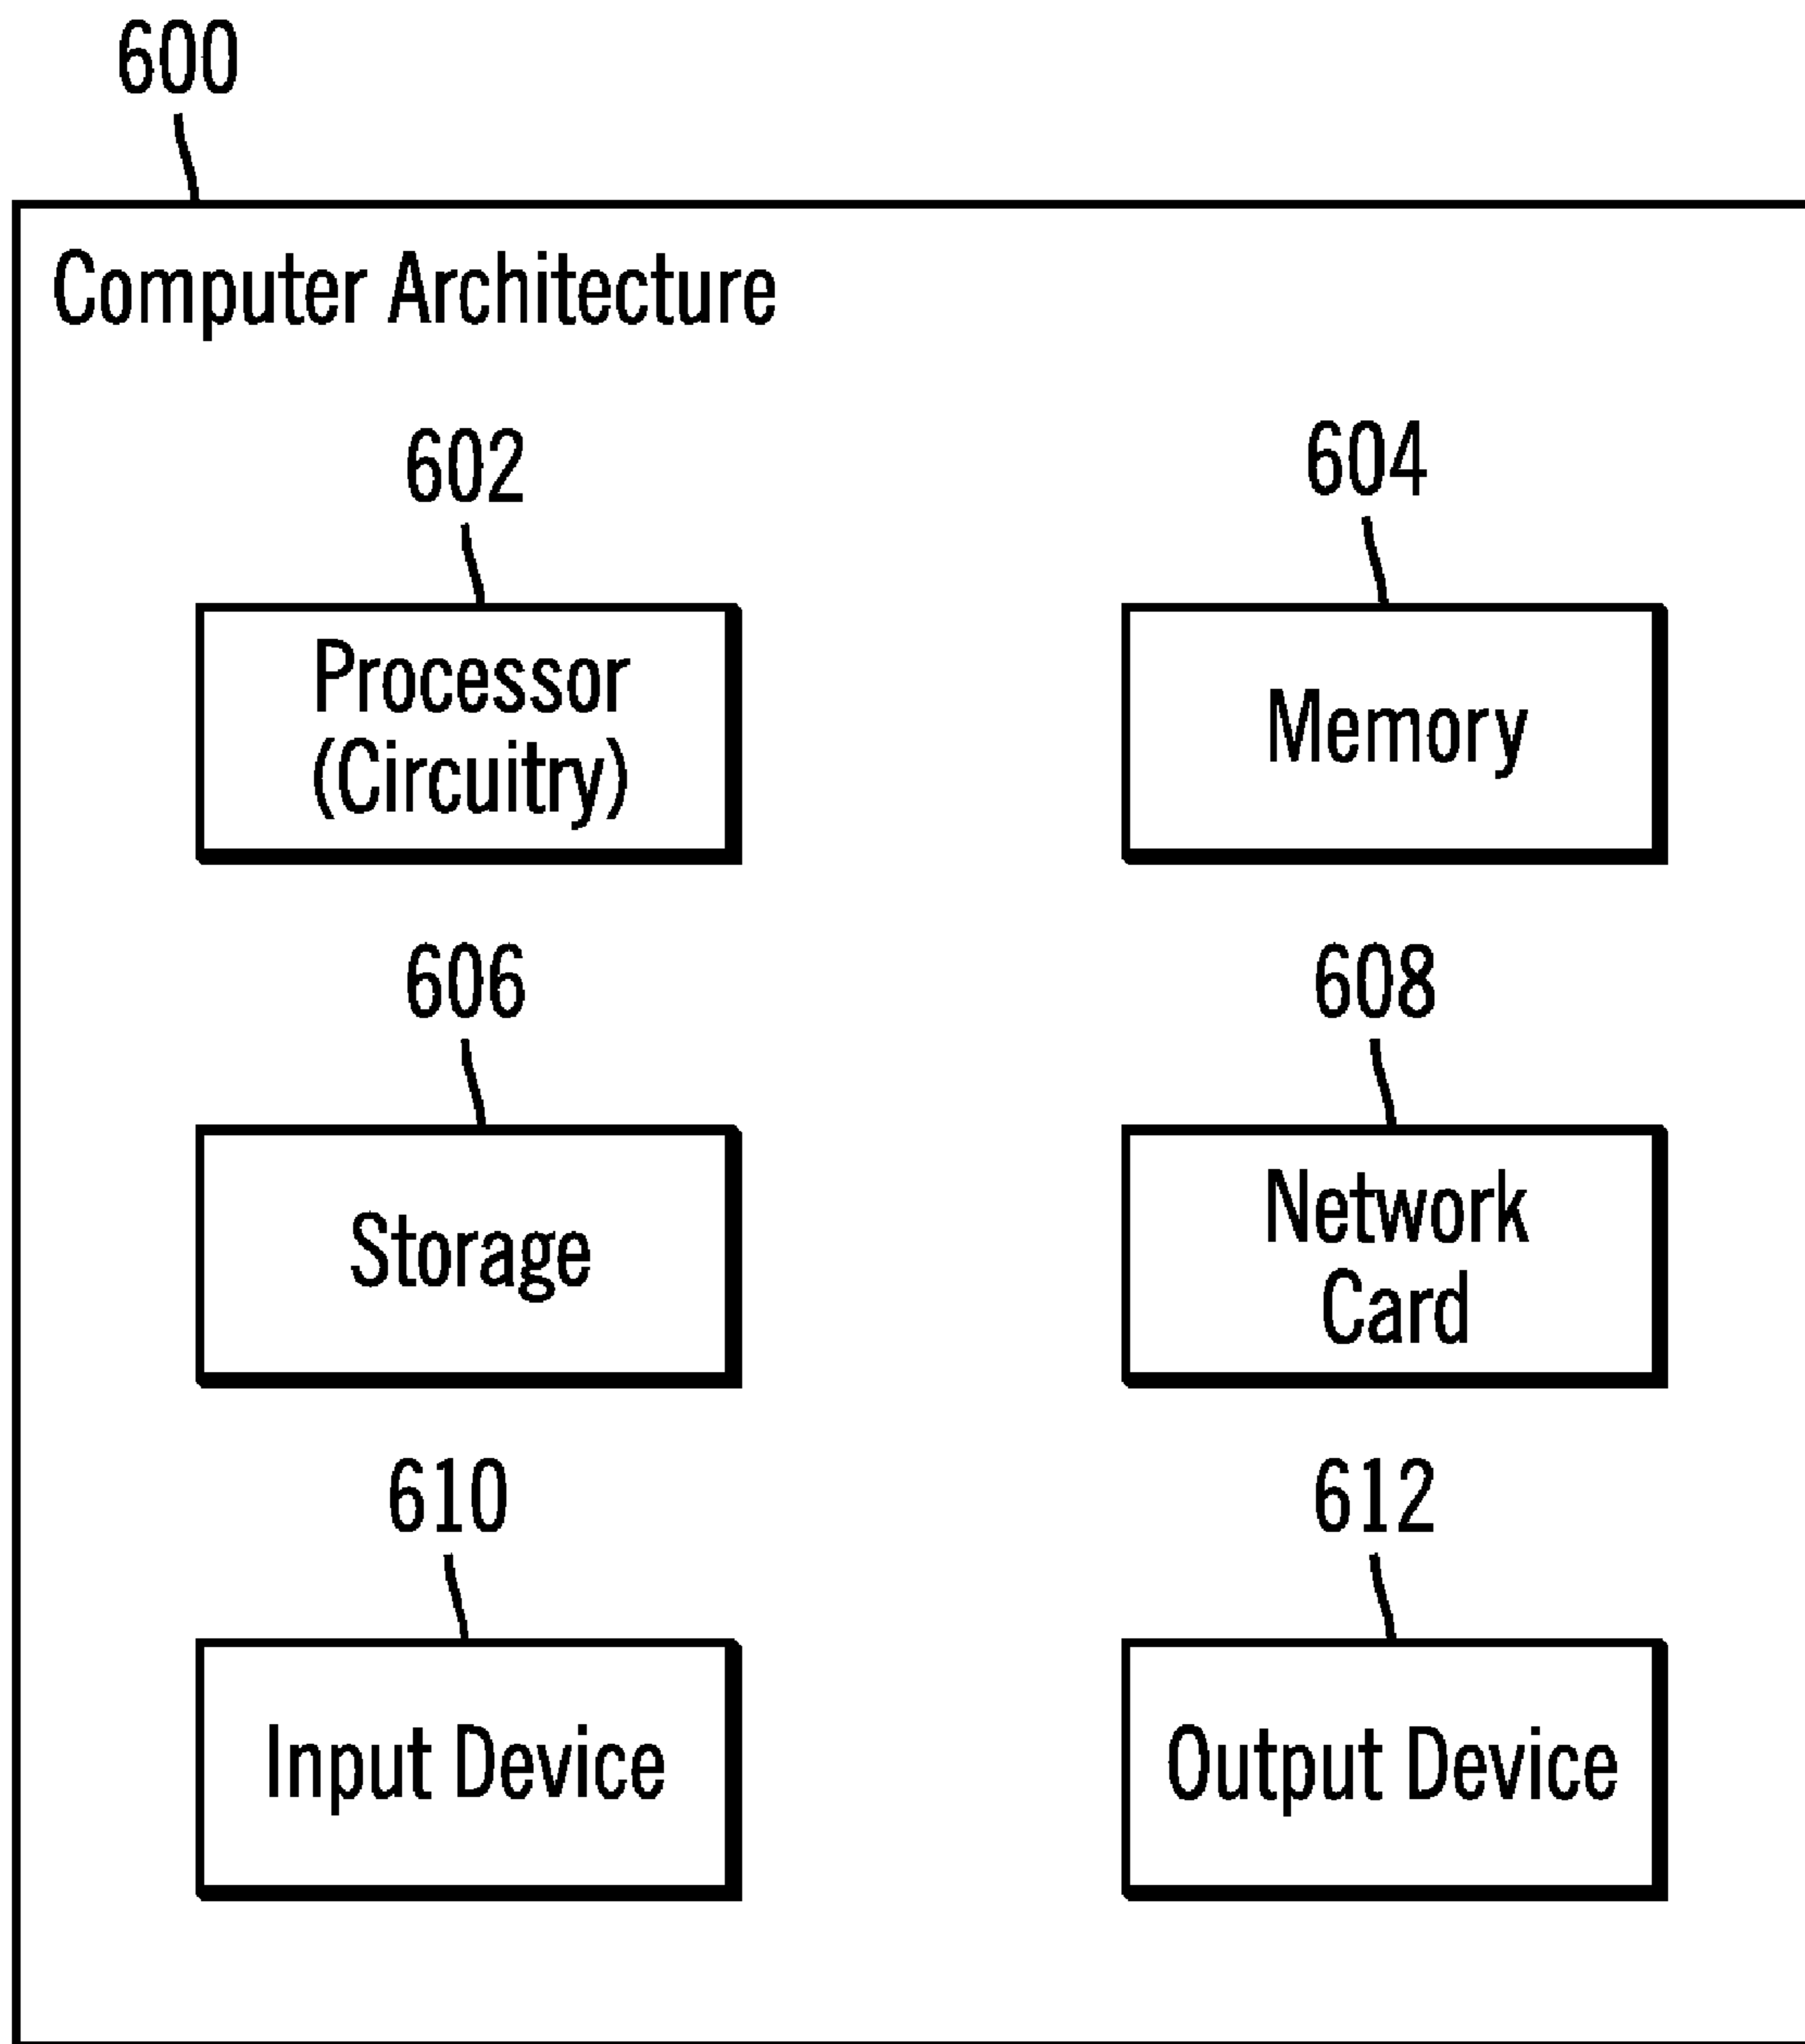 600
Computer Architecture
602
604
Processor
(Circuitry)
Memory
606
608
Storage
Network
Card
610
612
Input Device
Output Device